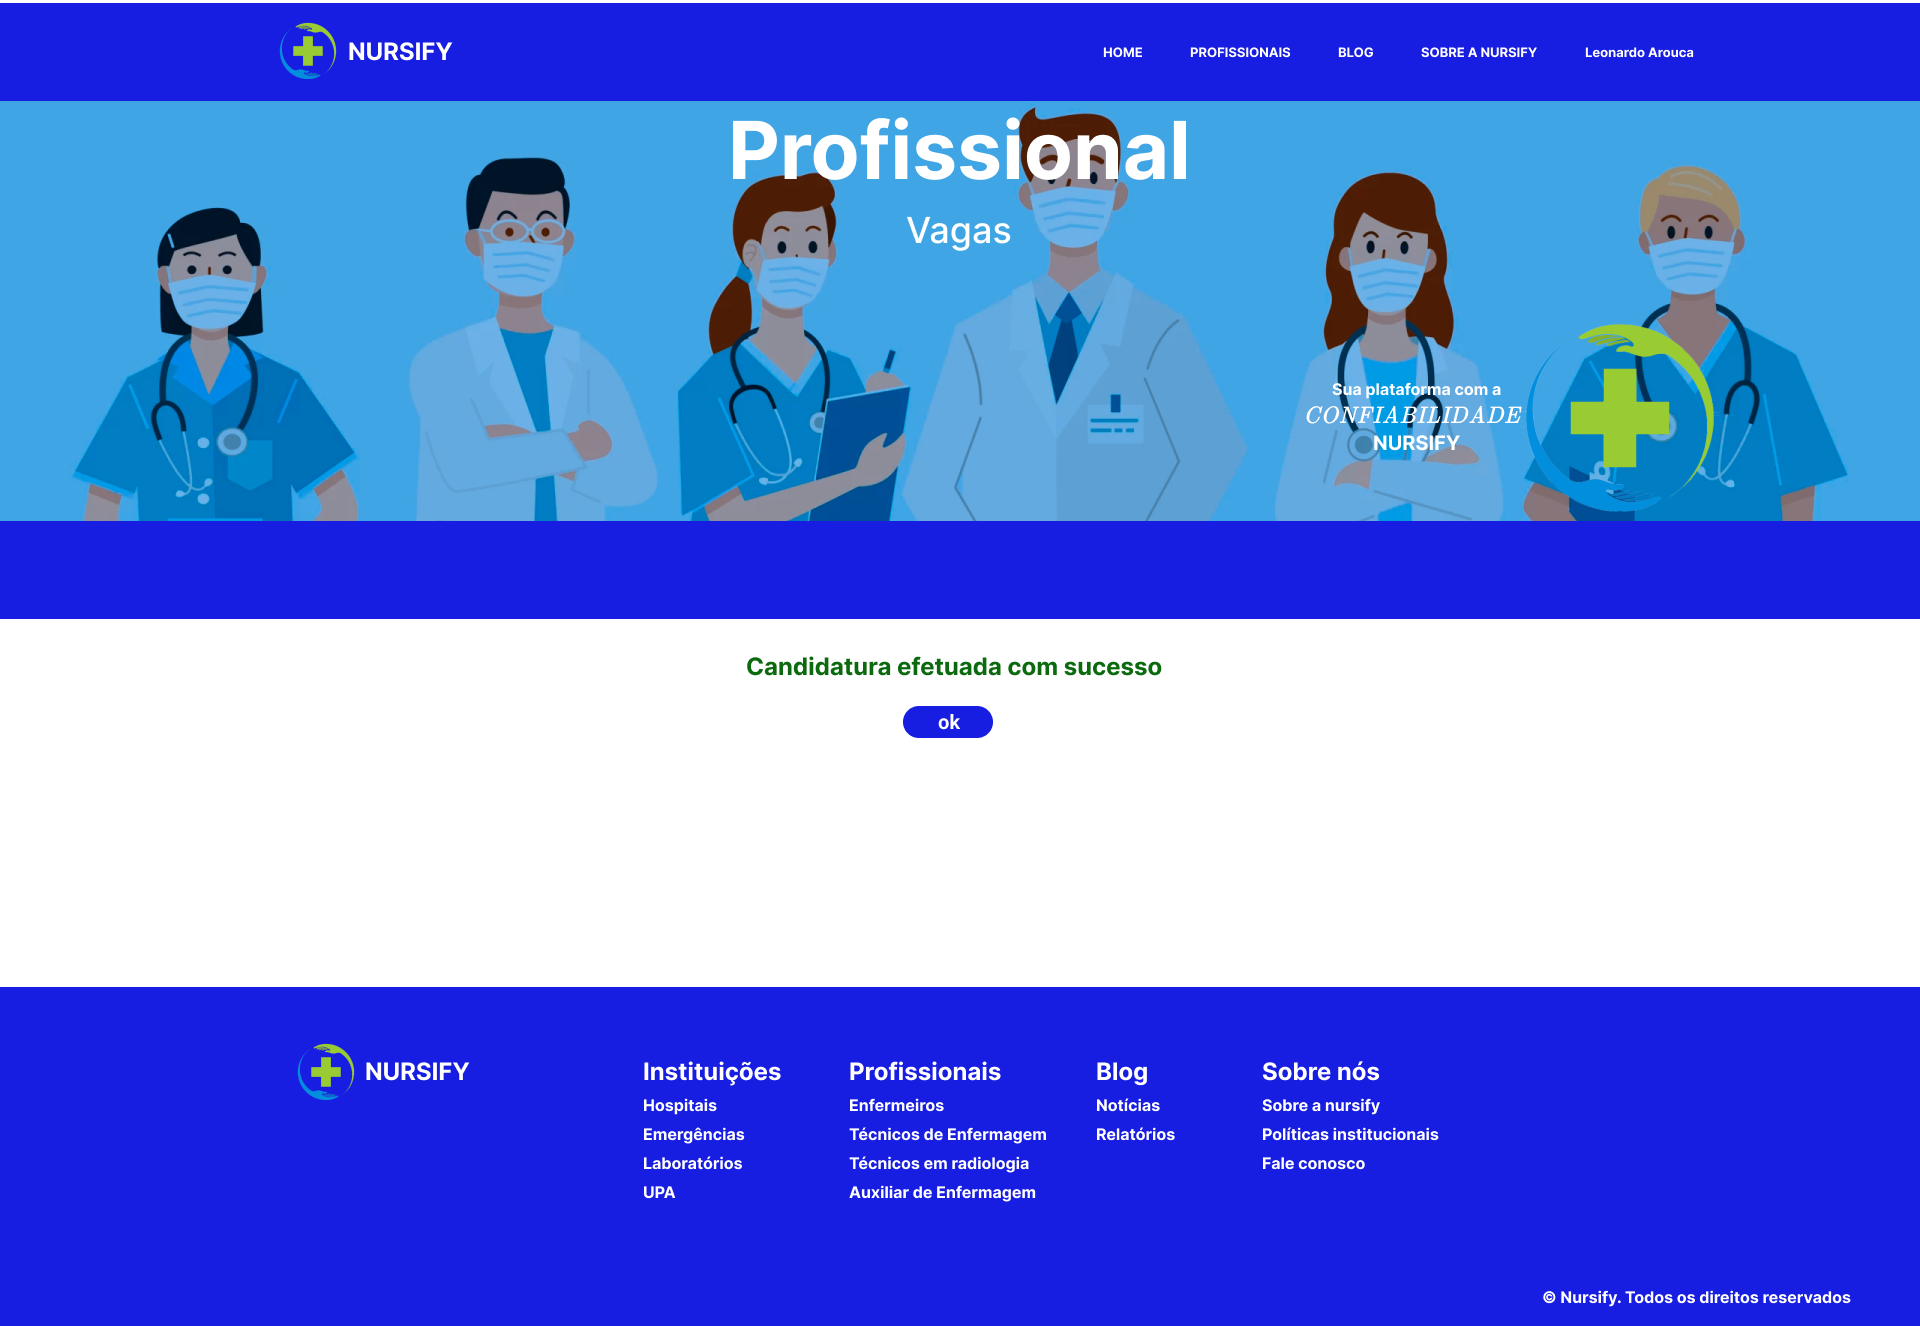 NURSIFY
HOME PROFISSIONAIS BLOG SOBRE A NURSIFY Leonardo Arouca
Profissional
Vagas
Sua plataforma com a
CONFIABILIDADE
NURSIFY
Candidatura efetuada com sucesso
ok
NURSIFY
Instituições
Hospitais
Emergências
Laboratórios
UPA
Profissionais
Enfermeiros
Técnicos de Enfermagem
Técnicos em radiologia
Auxiliar de Enfermagem
Blog
Notícias
Relatórios
Sobre nós
Sobre a nursify
Políticas institucionais
Fale conosco
© Nursify. Todos os direitos reservados